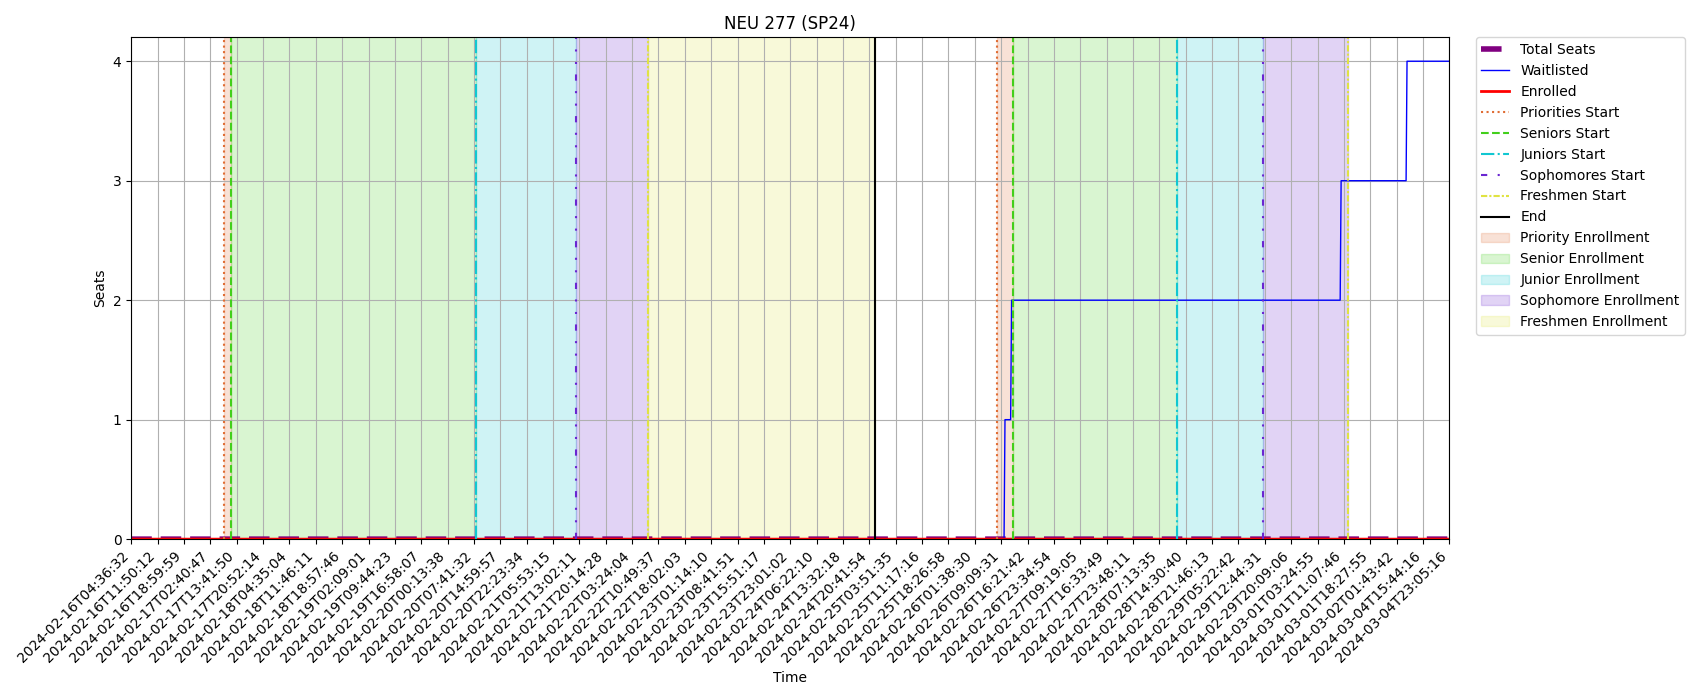 NEU 277 (SP24)
Seats
4
3
2
1
0
2024-02-16T04:36:32
2024-02-16T11:50:12
2024-02-16T18:59:59
2024-02-17T02:40:47
2024-02-17T13:41:50
2024-02-17T20:52:14
2024-02-18T04:35:04
2024-02-18T11:46:11
2024-02-18T18:57:46
2024-02-19T02:09:01
2024-02-19T09:44:23
2024-02-19T16:58:07
2024-02-20T00:13:38
2024-02-20T07:41:32
2024-02-20T14:59:57
2024-02-20T22:23:34
2024-02-21T05:53:15
2024-02-21T13:02:11
2024-02-21T20:14:28
2024-02-22T03:24:04
2024-02-22T10:49:37
2024-02-22T18:02:03
2024-02-23T01:14:10
2024-02-23T08:41:51
2024-02-23T15:51:17
2024-02-23T23:01:02
2024-02-24T06:22:10
2024-02-24T13:32:18
2024-02-24T20:41:54
2024-02-25T03:51:35
2024-02-25T11:17:16
2024-02-25T18:26:58
2024-02-26T01:38:30
2024-02-26T09:09:31
2024-02-26T16:21:42
2024-02-26T23:34:54
2024-02-27T09:19:05
2024-02-27T16:33:49
2024-02-27T23:48:11
2024-02-28T07:13:35
2024-02-28T14:30:40
2024-02-28T21:46:13
2024-02-29T05:22:42
2024-02-29T12:44:31
2024-02-29T20:09:06
2024-03-01T03:24:55
2024-03-01T11:07:46
2024-03-01T18:27:55
2024-03-02T01:43:42
2024-03-04T15:44:16
2024-03-04T23:05:16
Time
Total Seats
Waitlisted
Enrolled
Priorities Start
Seniors Start
Juniors Start
Sophomores Start
Freshmen Start
End
Priority Enrollment
Senior Enrollment
Junior Enrollment
Sophomore Enrollment
Freshmen Enrollment